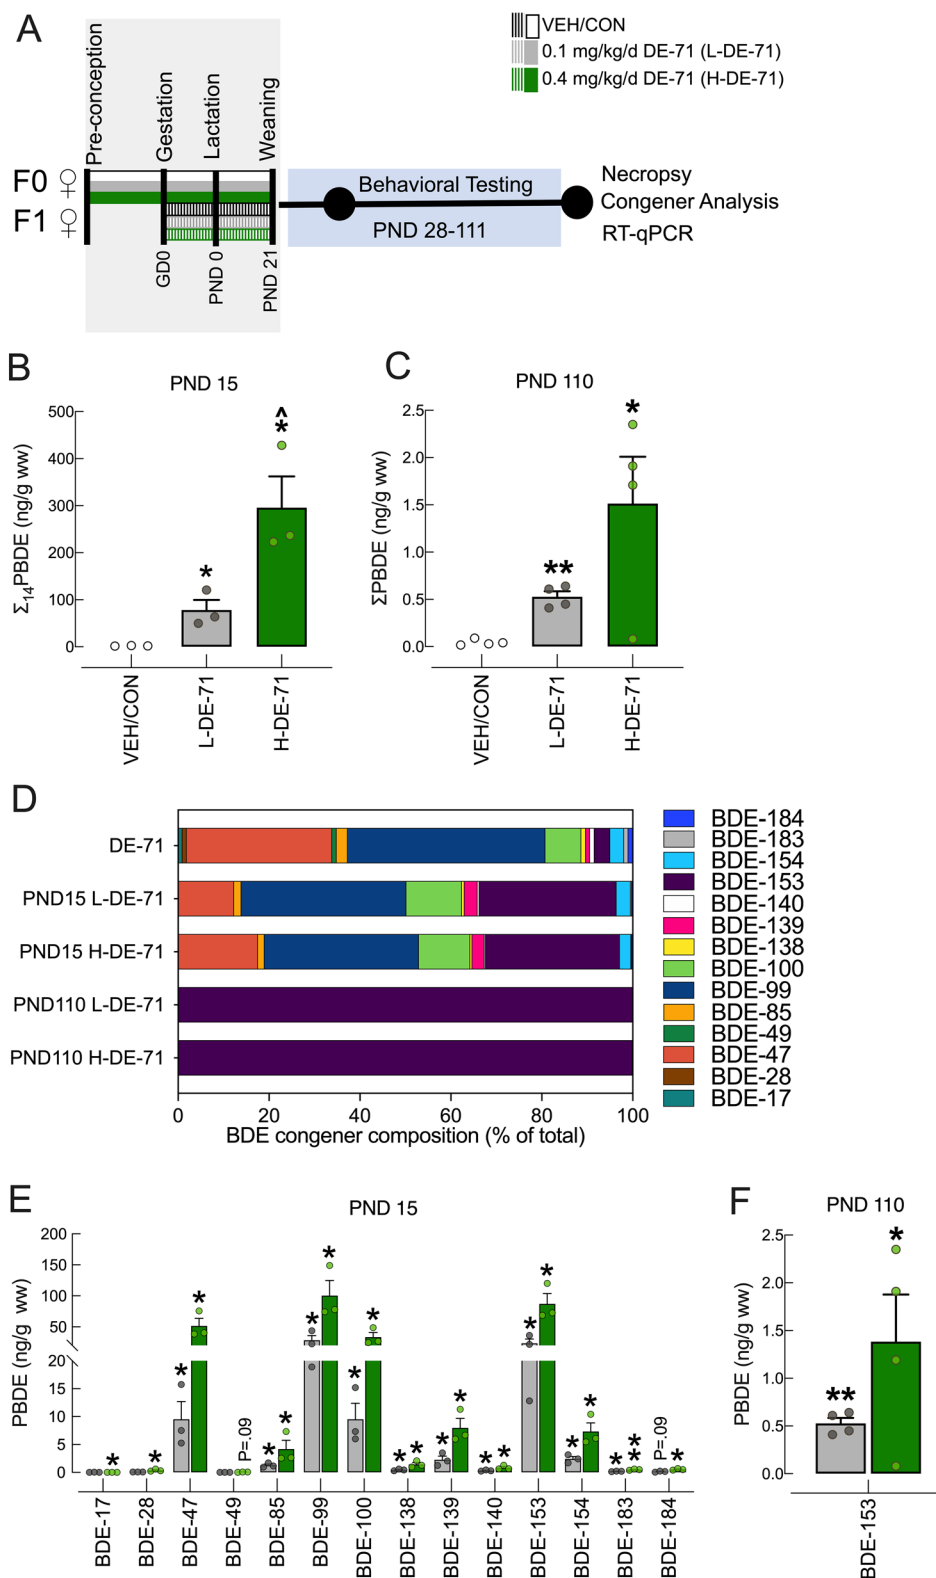 A
VEH/CON
0.1 mg/kg/d DE-71 (L-DE-71)
0.4 mg/kg/d DE-71 (H-DE-71)
Pre-conception
Gestation
Lactation
Weaning
F0 ♀
F1 ♀
GD0
PND 0
PND 21
Behavioral Testing
PND 28-111
Necropsy
Congener Analysis
RT-qPCR
B
PND 15
Σ14PBDE (ng/g ww)
500
400
300
200
100
0
*
^
*
VEH/CON
L-DE-71
H-DE-71
C
PND 110
ΣPBDE (ng/g ww)
2.5
2.0
1.5
1.0
0.5
0.0
**
*
VEH/CON
L-DE-71
H-DE-71
D
DE-71
PND15 L-DE-71
PND15 H-DE-71
PND110 L-DE-71
PND110 H-DE-71
0 20 40 60 80 100
BDE congener composition (% of total)
BDE-184
BDE-183
BDE-154
BDE-153
BDE-140
BDE-139
BDE-138
BDE-100
BDE-99
BDE-85
BDE-49
BDE-47
BDE-28
BDE-17
E
PND 15
PBDE (ng/g ww)
200
150
100
50
20
15
10
5
0
* * * * P=.09 * * * * * * * * * * * * * * * * * ** P=.09 *
BDE-17
BDE-28
BDE-47
BDE-49
BDE-85
BDE-99
BDE-100
BDE-138
BDE-139
BDE-140
BDE-153
BDE-154
BDE-183
BDE-184
F
PND 110
PBDE (ng/g ww)
2.5
2.0
1.5
1.0
0.5
0.0
**
*
BDE-153